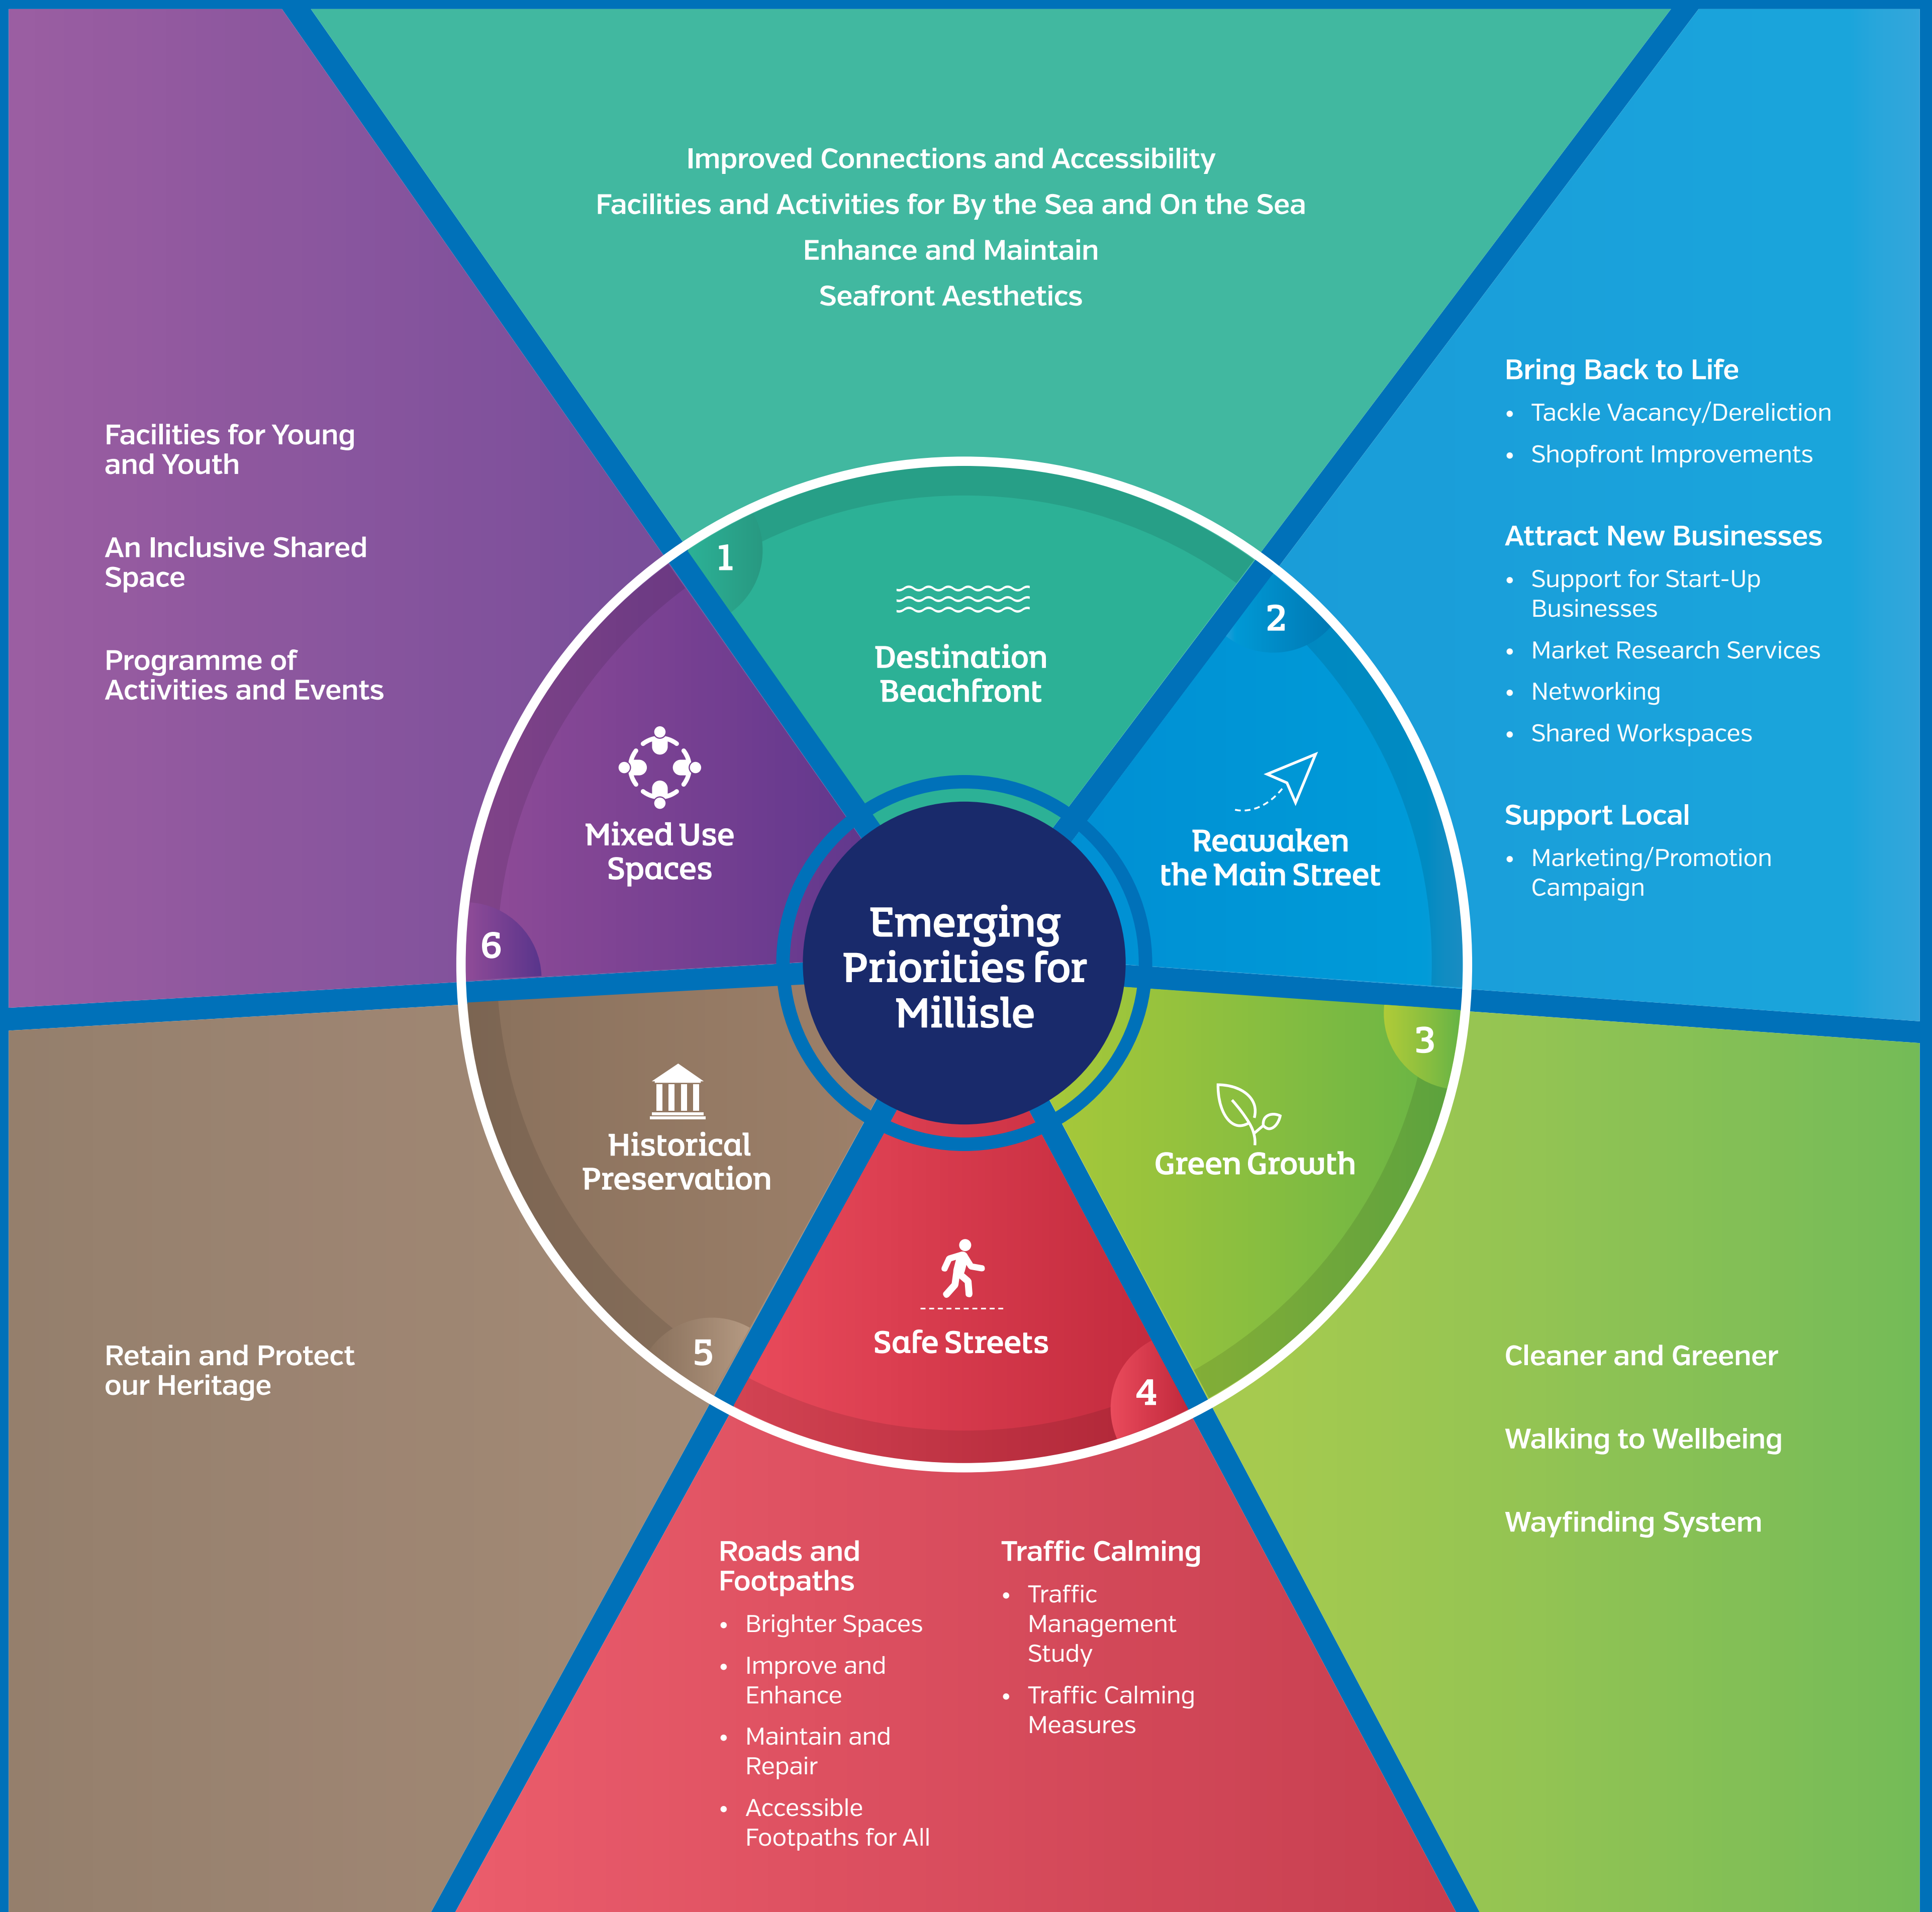 Emerging
Priorities for
Millisle
1
Destination
Beachfront
Improved Connections and Accessibility
Facilities and Activities for By the Sea and On the Sea
Enhance and Maintain
Seafront Aesthetics
2
Reawaken
the Main Street
Bring Back to Life
• Tackle Vacancy/Dereliction
• Shopfront Improvements
Attract New Businesses
• Support for Start-Up
Businesses
• Market Research Services
• Networking
• Shared Workspaces
Support Local
• Marketing/Promotion
Campaign
3
Green Growth
Cleaner and Greener
Walking to Wellbeing
Wayfinding System
4
Safe Streets
Roads and
Footpaths
• Brighter Spaces
• Improve and
Enhance
• Maintain and
Repair
• Accessible
Footpaths for All
Traffic Calming
• Traffic
Management
Study
• Traffic Calming
Measures
5
Historical
Preservation
Retain and Protect
our Heritage
6
Mixed Use
Spaces
Facilities for Young
and Youth
An Inclusive Shared
Space
Programme of
Activities and Events